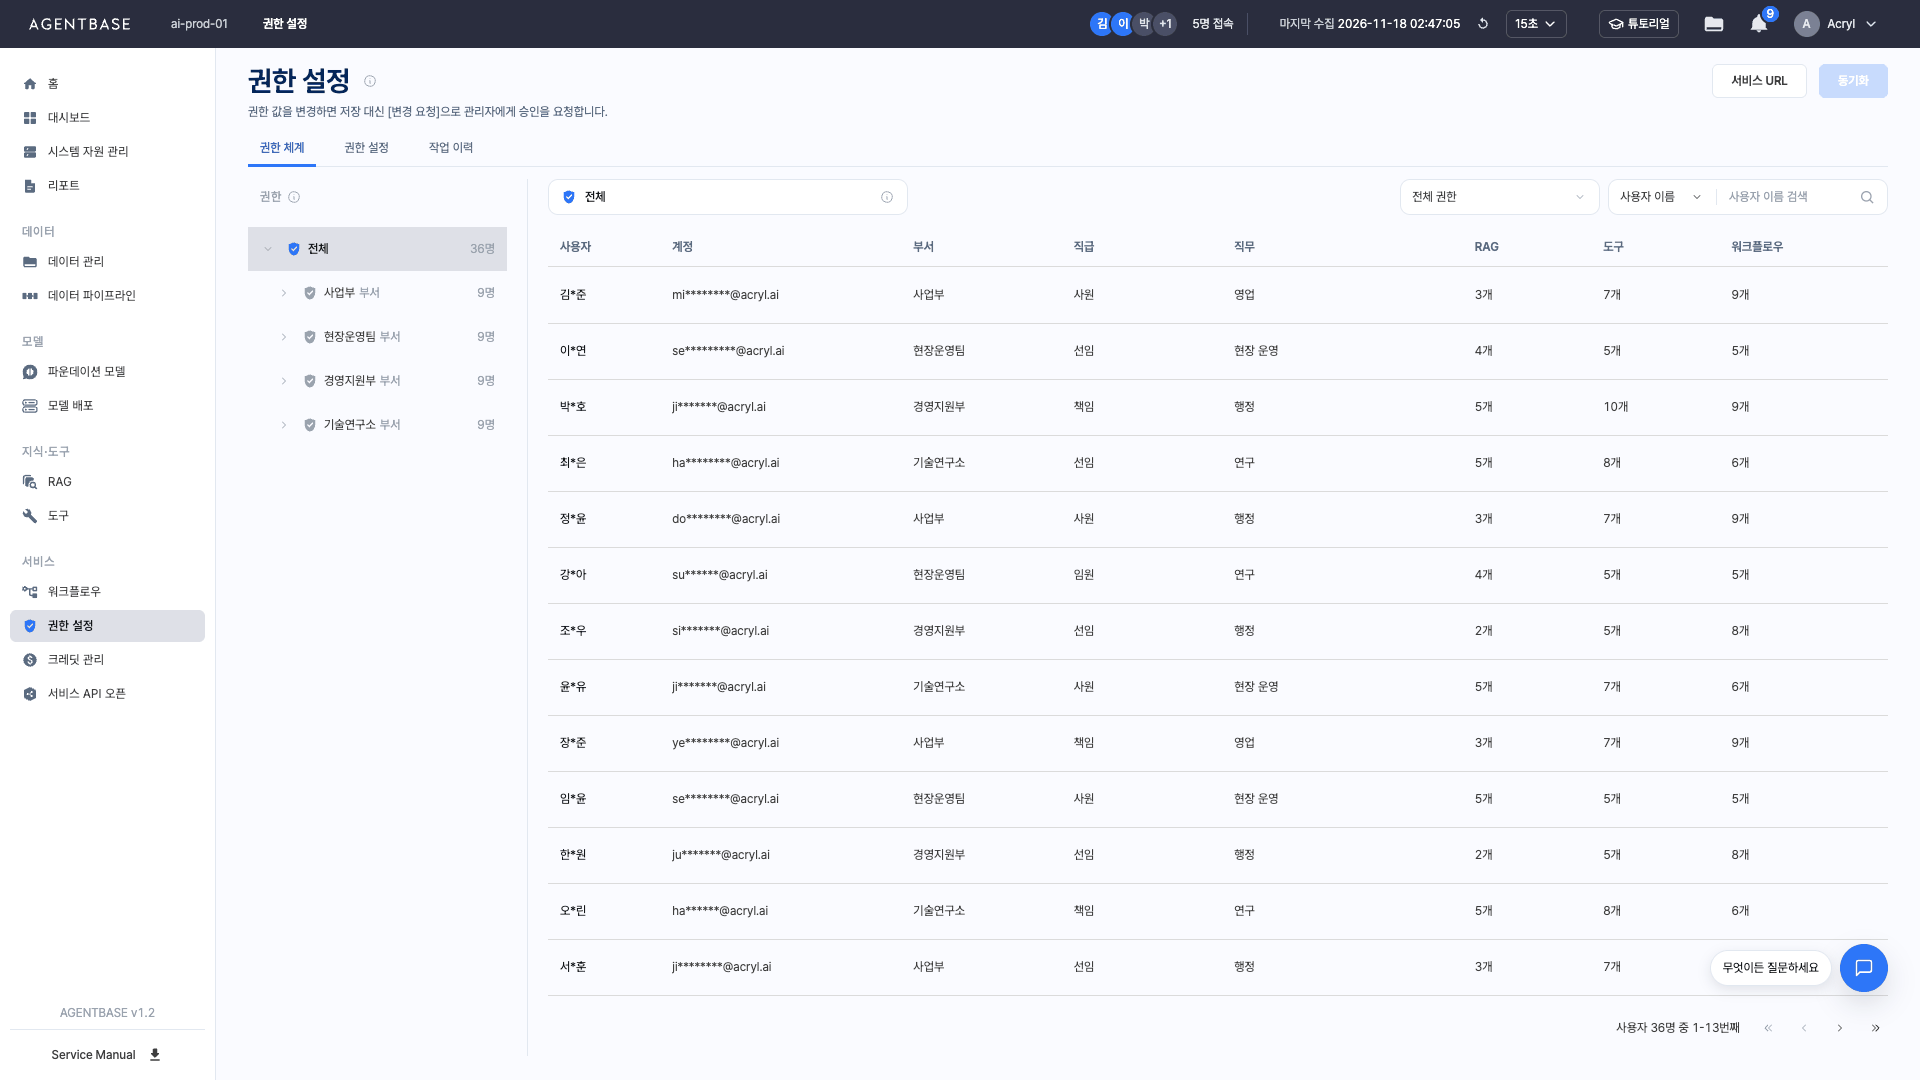 AGENTBASE
ai-prod-01
권한 설정
김 이 박 +1
5명 접속
마지막 수집 2026-11-18 02:47:05
15초
튜토리얼
9
A
Acryl
홈
대시보드
시스템 자원 관리
리포트
데이터
데이터 관리
데이터 파이프라인
모델
파운데이션 모델
모델 배포
지식·도구
RAG
도구
서비스
워크플로우
권한 설정
크레딧 관리
서비스 API 오픈
AGENTBASE v1.2
Service Manual
권한 설정
권한 값을 변경하면 저장 대신 [변경 요청]으로 관리자에게 승인을 요청합니다.
서비스 URL
동기화
권한 체계
권한 설정
작업 이력
권한
전체 36명
사업부 부서 9명
현장운영팀 부서 9명
경영지원부 부서 9명
기술연구소 부서 9명
전체
전체 권한
사용자 이름
사용자 이름 검색
사용자 계정 부서 직급 직무 RAG 도구 워크플로우
김*준 mi********@acryl.ai 사업부 사원 영업 3개 7개 9개
이*연 se*********@acryl.ai 현장운영팀 선임 현장 운영 4개 5개 5개
박*호 ji*******@acryl.ai 경영지원부 책임 행정 5개 10개 9개
최*은 ha********@acryl.ai 기술연구소 선임 연구 5개 8개 6개
정*윤 do********@acryl.ai 사업부 사원 행정 3개 7개 9개
강*아 su******@acryl.ai 현장운영팀 임원 연구 4개 5개 5개
조*우 si*******@acryl.ai 경영지원부 선임 행정 2개 5개 8개
윤*유 ji*******@acryl.ai 기술연구소 사원 현장 운영 5개 7개 6개
장*준 ye********@acryl.ai 사업부 책임 영업 3개 7개 9개
임*윤 se********@acryl.ai 현장운영팀 사원 현장 운영 5개 5개 5개
한*원 ju*******@acryl.ai 경영지원부 선임 행정 2개 5개 8개
오*린 ha******@acryl.ai 기술연구소 책임 연구 5개 8개 6개
서*훈 ji********@acryl.ai 사업부 선임 행정 3개 7개
무엇이든 질문하세요
사용자 36명 중 1-13번째